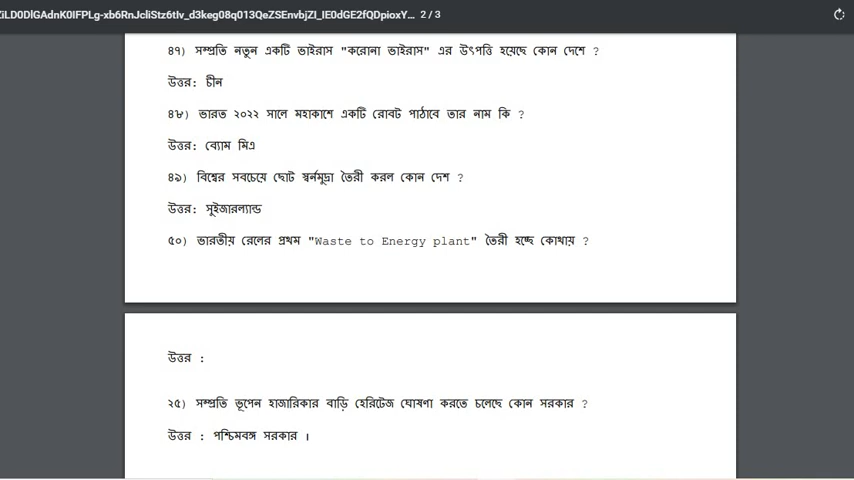 iLD0DlGAdnK0IFPLg-xb6RnJcliStz6tIv_d3keg08q013QeZSEnvbjZI_IE0dGE2fQDpioxY... 2 / 3
৪৭) সম্প্রতি নতুন একটি ভাইরাস "করোনা ভাইরাস" এর উৎপত্তি হয়েছে কোন দেশে ?
উত্তর: চীন
৪৮) ভারত ২০২২ সালে মহাকাশে একটি রোবট পাঠাবে তার নাম কি ?
উত্তর: ব্যোম মিএ
৪৯) বিশ্বের সবচেয়ে ছোট স্বর্নমুদ্রা তৈরী করল কোন দেশ ?
উত্তর: সুইজারল্যান্ড
৫০) ভারতীয় রেলের প্রথম "Waste to Energy plant" তৈরী হচ্ছে কোথায় ?
উত্তর :
২৫) সম্প্রতি ভূপেন হাজারিকার বাড়ি হেরিটেজ ঘোষণা করতে চলেছে কোন সরকার ?
উত্তর : পশ্চিমবঙ্গ সরকার ।